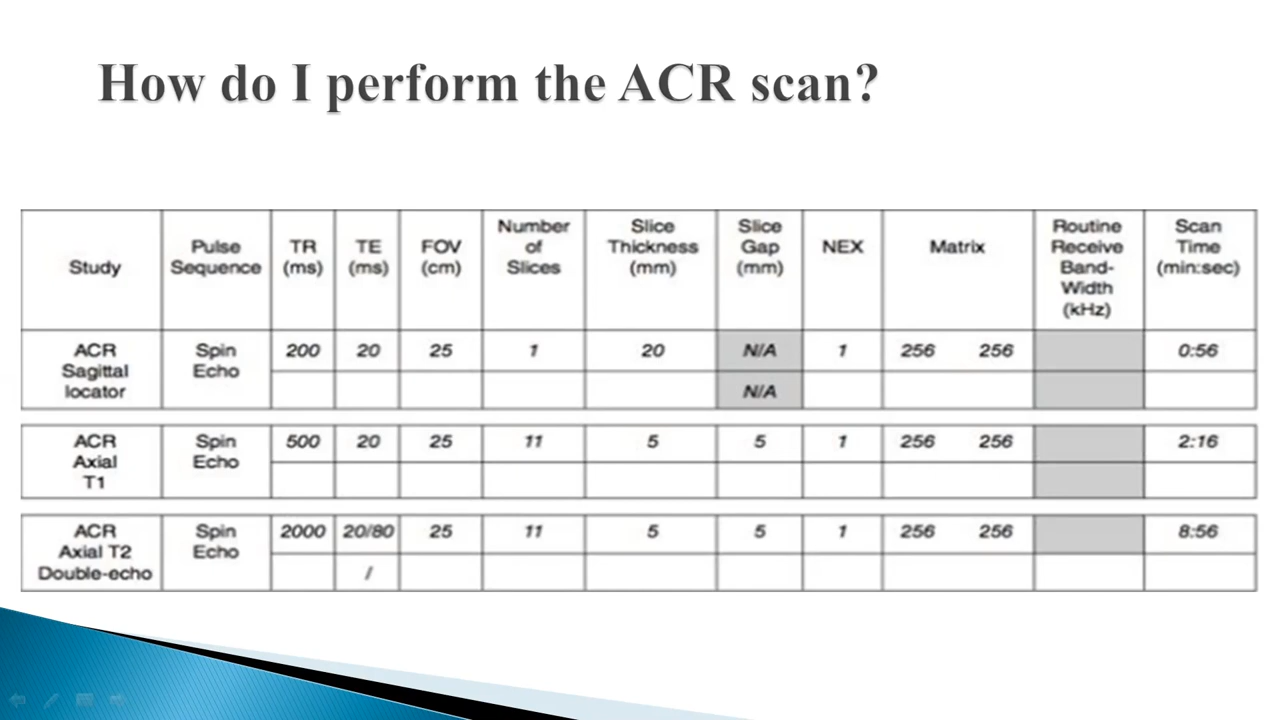 How do I perform the ACR scan?
Study Pulse Sequence TR (ms) TE (ms) FOV (cm) Number of Slices Slice Thickness (mm) Slice Gap (mm) NEX Matrix Routine Receive Band-Width (kHz) Scan Time (min:sec)
ACR Sagittal locator Spin Echo 200 20 25 1 20 N/A 1 256 256 0:56
N/A
ACR Axial T1 Spin Echo 500 20 25 11 5 5 1 256 256 2:16
ACR Axial T2 Double-echo Spin Echo 2000 20/80 25 11 5 5 1 256 256 8:56
/